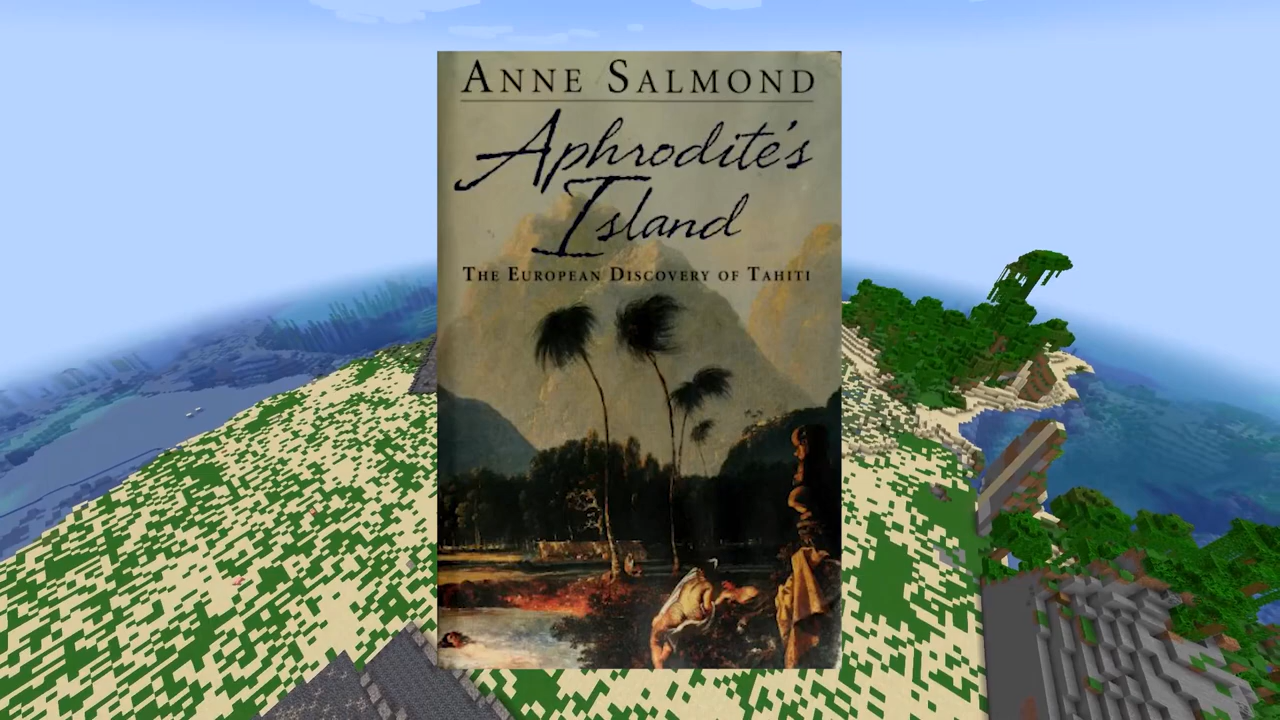 ANNE SALMOND
Aphrodite's
Island
THE EUROPEAN DISCOVERY OF TAHITI